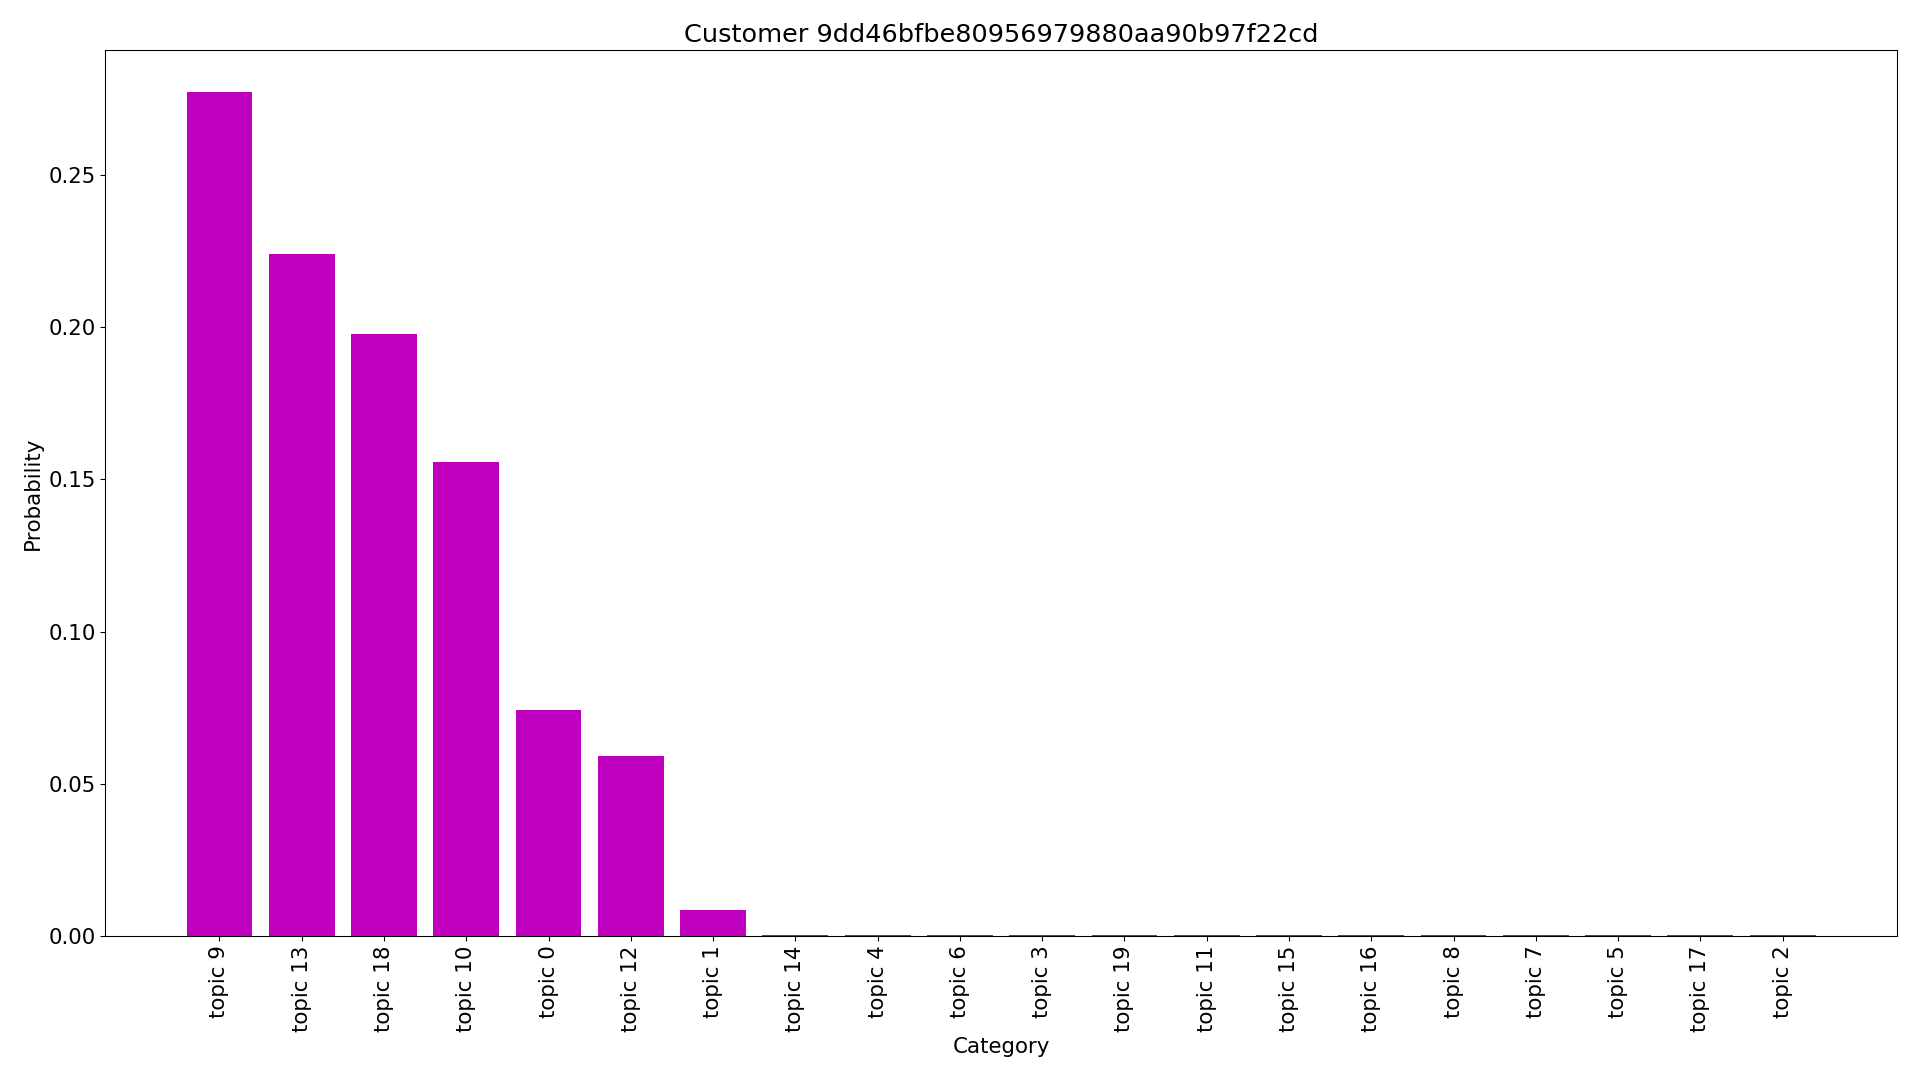 Customer 9dd46bfbe80956979880aa90b97f22cd
Probability
0.25
0.20
0.15
0.10
0.05
0.00
topic 9
topic 13
topic 18
topic 10
topic 0
topic 12
topic 1
topic 14
topic 4
topic 6
topic 3
topic 19
topic 11
topic 15
topic 16
topic 8
topic 7
topic 5
topic 17
topic 2
Category